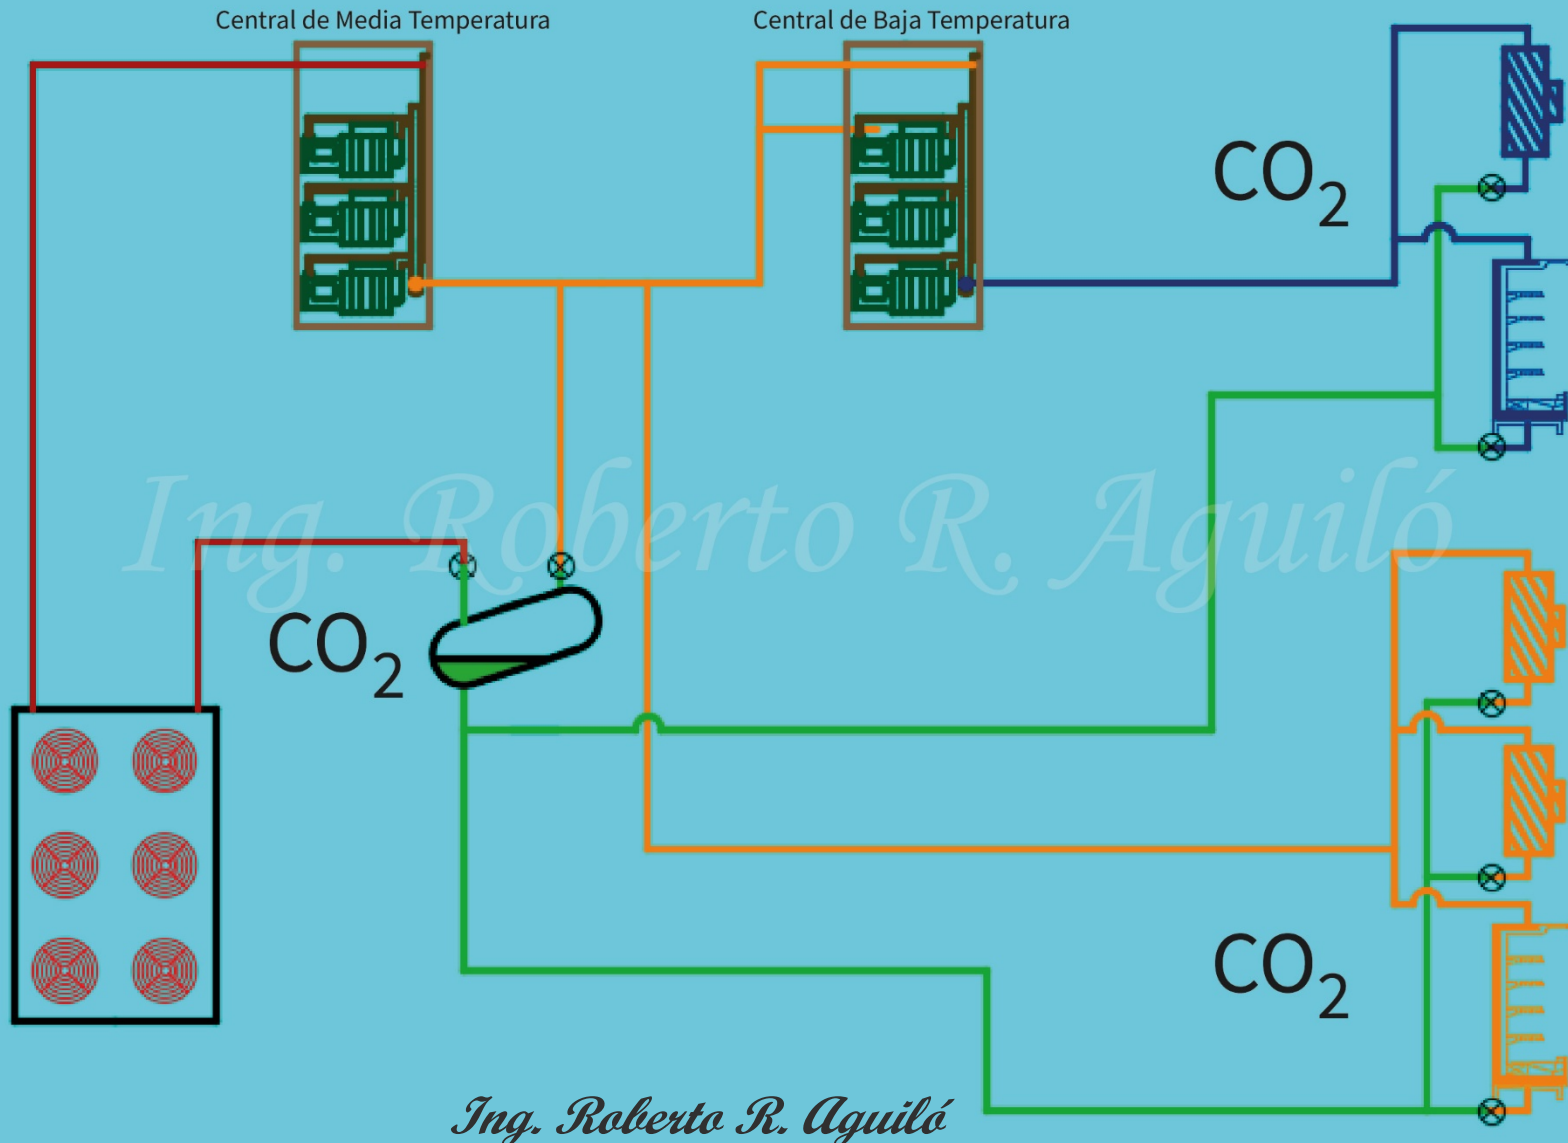 Central de Media Temperatura
Central de Baja Temperatura
CO₂
Ing. Roberto R. Aguiló
CO₂
CO₂
Ing. Roberto R. Aguiló